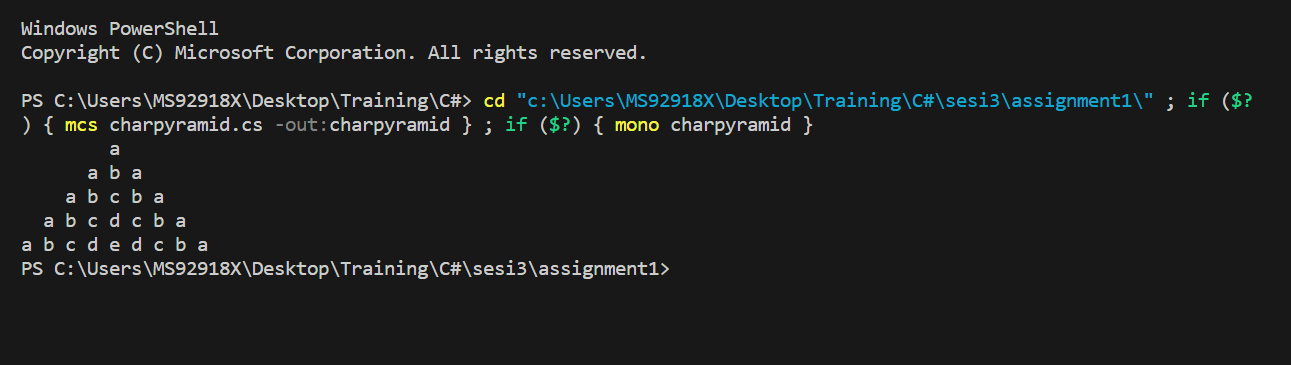 Windows PowerShell
Copyright (C) Microsoft Corporation. All rights reserved.

PS C:\Users\MS92918X\Desktop\Training\C#> cd "c:\Users\MS92918X\Desktop\Training\C#\sesi3\assignment1\" ; if ($?
) { mcs charpyramid.cs -out:charpyramid } ; if ($?) { mono charpyramid }
        a
      a b a
    a b c b a
  a b c d c b a
a b c d e d c b a
PS C:\Users\MS92918X\Desktop\Training\C#\sesi3\assignment1>